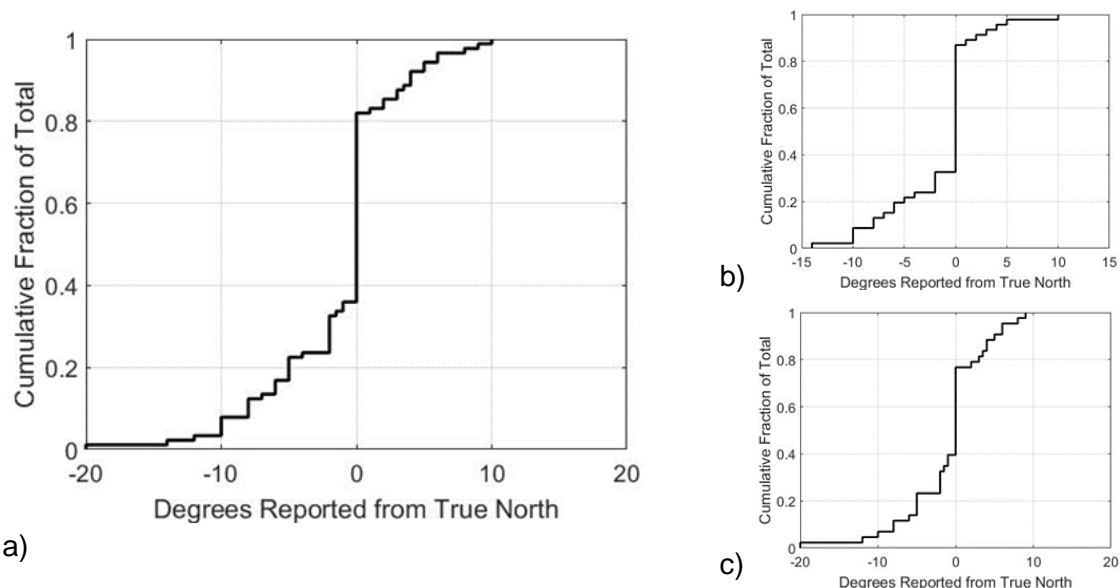 Cumulative Fraction of Total
1
0.8
0.6
0.4
0.2
0
-20 -10 0 10 20
Degrees Reported from True North
a)
Cumulative Fraction of Total
1
0.8
0.6
0.4
0.2
0
-15 -10 -5 0 5 10 15
Degrees Reported from True North
b)
Cumulative Fraction of Total
1
0.8
0.6
0.4
0.2
0
-20 -10 0 10 20
Degrees Reported from True North
c)